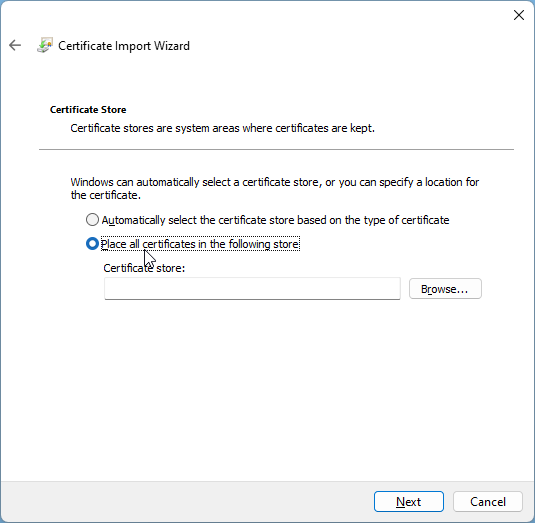 Certificate Import Wizard
Certificate Store
Certificate stores are system areas where certificates are kept.
Windows can automatically select a certificate store, or you can specify a location for
the certificate.
Automatically select the certificate store based on the type of certificate
Place all certificates in the following store
Certificate store:
Browse...
Next
Cancel